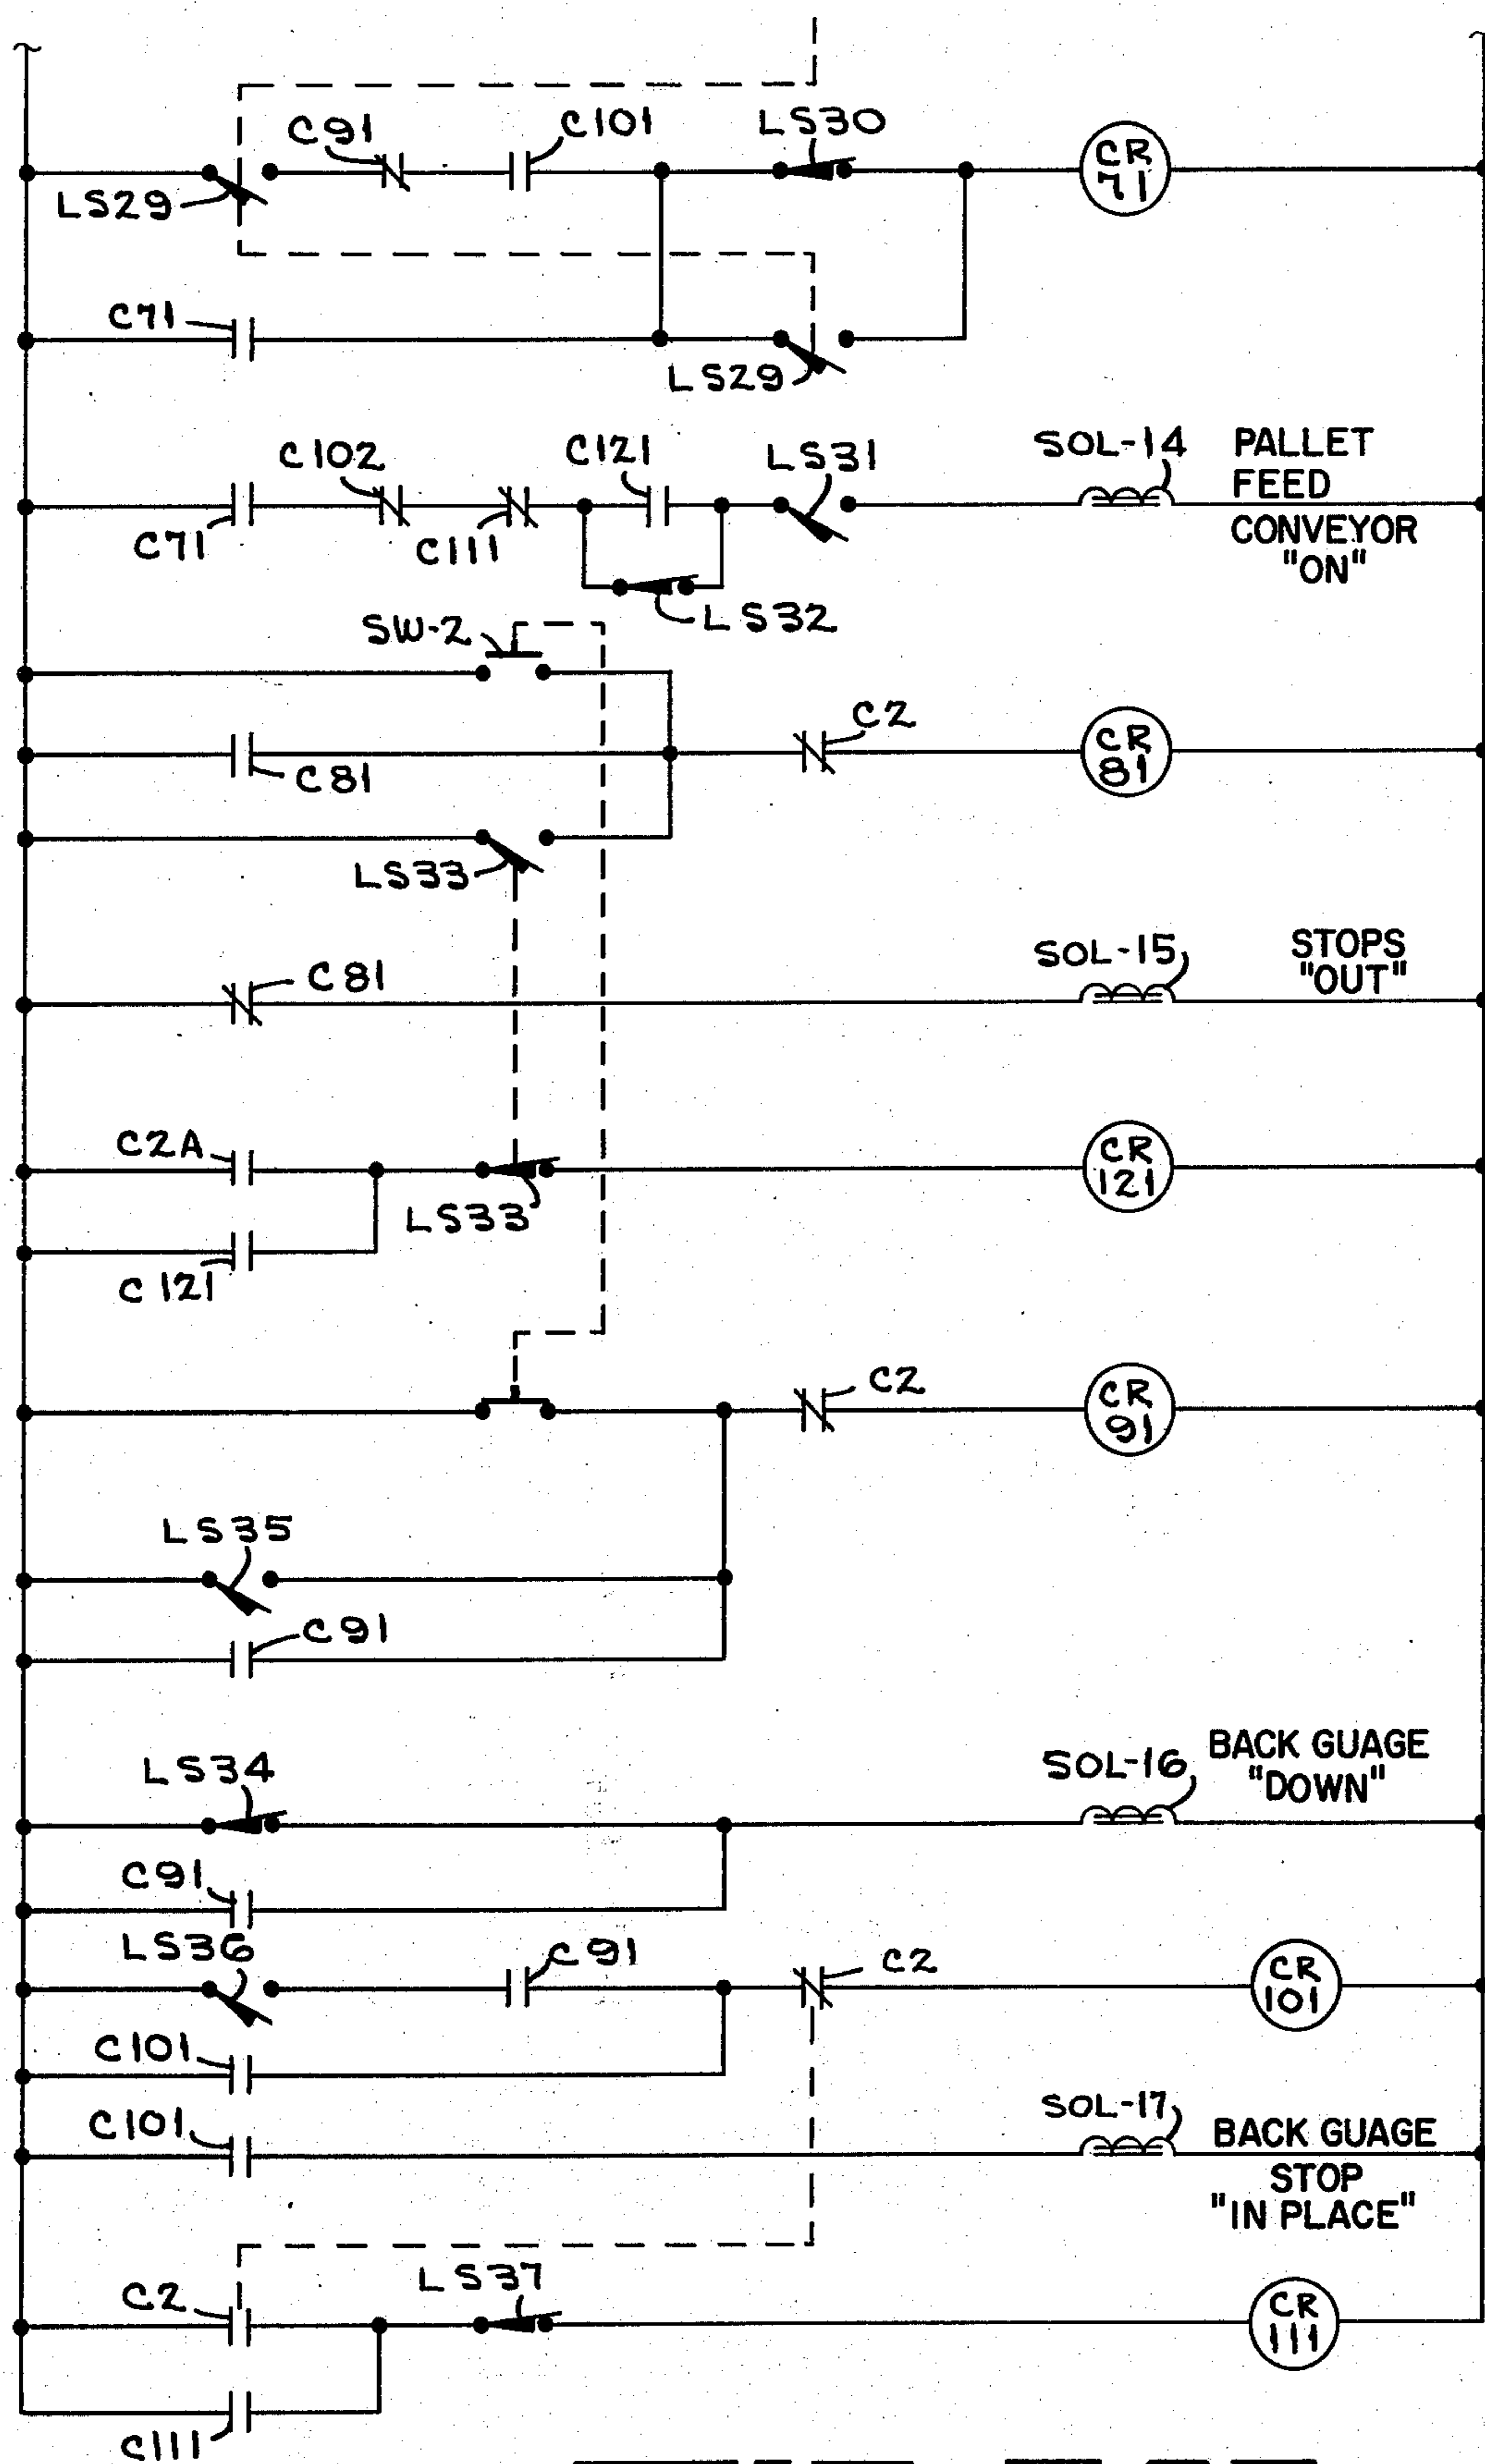 C91
C101
LS30
CR
71
LS29
C71
LS29
C102
C121
LS31
SOL-14
PALLET
FEED
CONVEYOR
"ON"
C71
C111
LS32
SW-2
C2
CR
81
C81
LS33
C81
SOL-15
STOPS
"OUT"
C2A
CR
121
LS33
C121
C2
CR
91
LS35
C91
LS34
SOL-16
BACK GUAGE
"DOWN"
C91
LS36
C91
C2
CR
101
C101
C101
SOL-17
BACK GUAGE
STOP
"IN PLACE"
C2
LS37
CR
111
C111